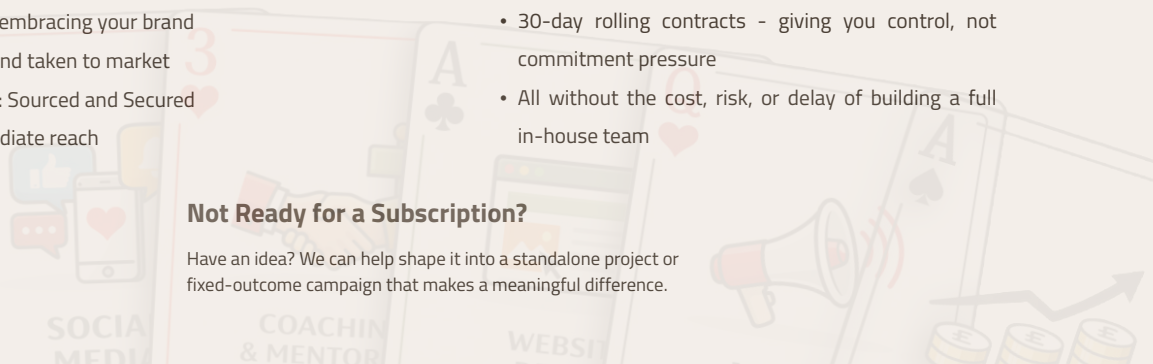 embracing your brand
nd taken to market
: Sourced and Secured
diate reach
• 30-day rolling contracts - giving you control, not
commitment pressure
• All without the cost, risk, or delay of building a full
in-house team
3
A
Q
A
Not Ready for a Subscription?
Have an idea? We can help shape it into a standalone project or
fixed-outcome campaign that makes a meaningful difference.
SOCIA
MEDIA
COACHIN
& MENTOR
WEBSIT
£ £ £